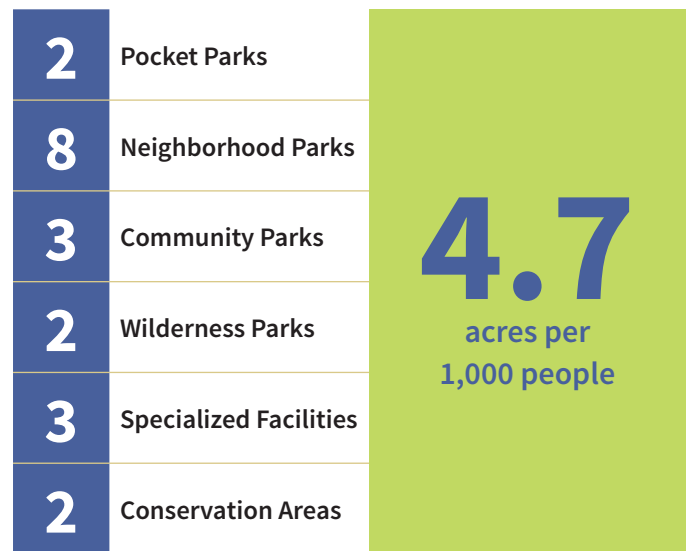 2 Pocket Parks
8 Neighborhood Parks
3 Community Parks
2 Wilderness Parks
3 Specialized Facilities
2 Conservation Areas
4.7
acres per
1,000 people